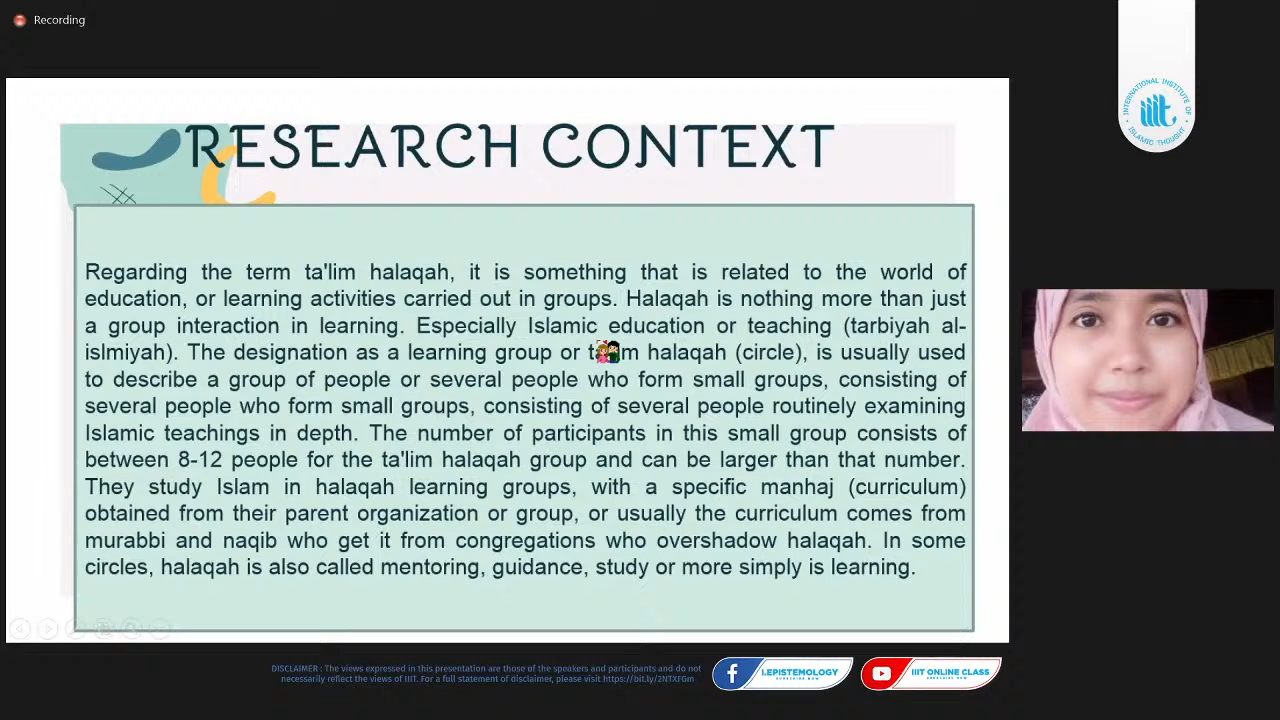 Recording
INTERNATIONAL INSTITUTE OF
ISLAMIC THOUGHT
iiit
RESEARCH CONTEXT
Regarding the term ta'lim halaqah, it is something that is related to the world of
education, or learning activities carried out in groups. Halaqah is nothing more than just
a group interaction in learning. Especially Islamic education or teaching (tarbiyah al-
islmiyah). The designation as a learning group or halaqah (circle), is usually used
to describe a group of people or several people who form small groups, consisting of
several people who form small groups, consisting of several people routinely examining
Islamic teachings in depth. The number of participants in this small group consists of
between 8-12 people for the ta'lim halaqah group and can be larger than that number.
They study Islam in halaqah learning groups, with a specific manhaj (curriculum)
obtained from their parent organization or group, or usually the curriculum comes from
murabbi and naqib who get it from congregations who overshadow halaqah. In some
circles, halaqah is also called mentoring, guidance, study or more simply is learning.
DISCLAIMER : The views expressed in this presentation are those of the speakers and participants and do not
necessarily reflect the views of IIIT. For a full statement of disclaimer, please visit https://bit.ly/2NTXFGm
I.EPISTEMOLOGY
SUBSCRIBE NOW
IIIT ONLINE CLASS
SUBSCRIBE NOW